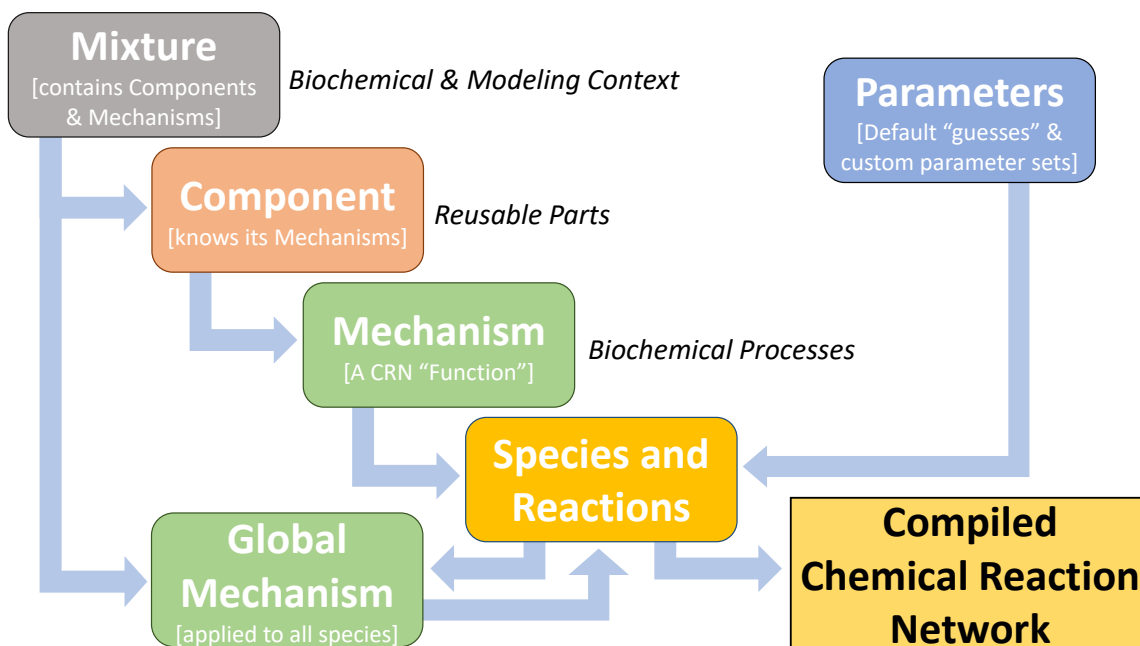 Mixture
[contains Components
& Mechanisms]
Biochemical & Modeling Context
Parameters
[Default “guesses” &
custom parameter sets]
Component
[knows its Mechanisms]
Reusable Parts
Mechanism
[A CRN “Function”]
Biochemical Processes
Species and
Reactions
Global
Mechanism
[applied to all species]
Compiled
Chemical Reaction
Network